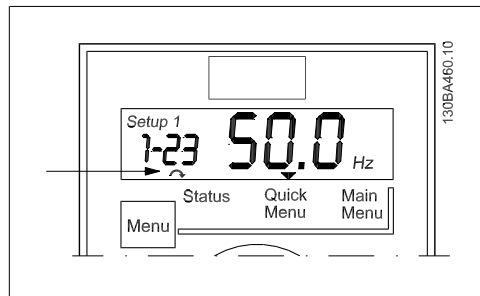 130BA460.10
Setup 1
1-23 50.0 Hz
Status Quick Menu Main Menu
Menu